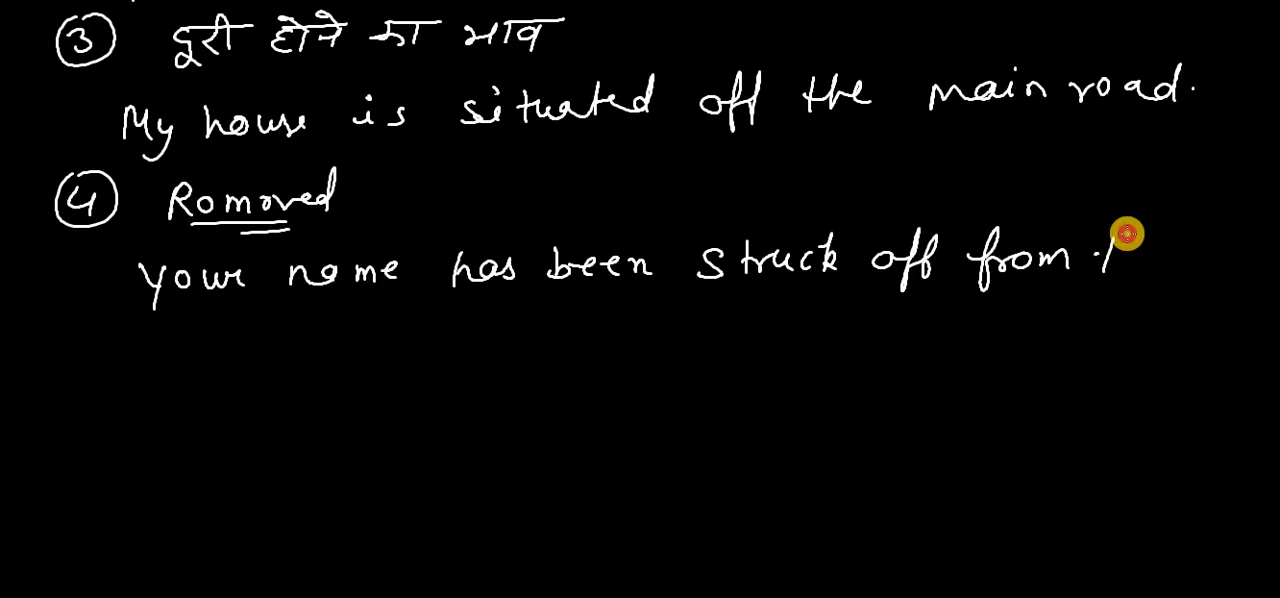 ③ दूरी होने का भाव
My house is situated off the main road.
④ Romoved
your name has been struck off from